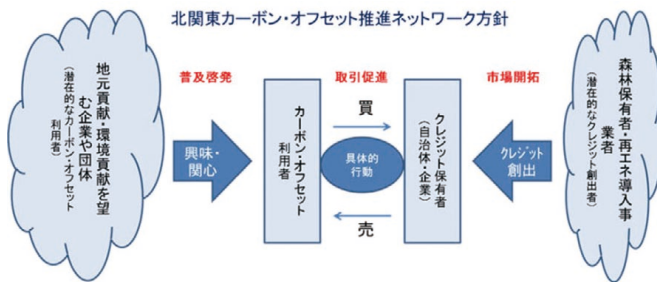 北関東カーボン・オフセット推進ネットワーク方針
地元貢献・環境貢献を望
む企業や団体
(潜在的なカーボン・オフセット
利用者)
普及啓発
興味・
関心
カーボン・オフセット
利用者
取引促進
買
具体的
行動
売
クレジット保有者
(自治体・企業)
市場開拓
クレジット
創出
森林保有者・再エネ導入事
業者
(潜在的なクレジット創出者)